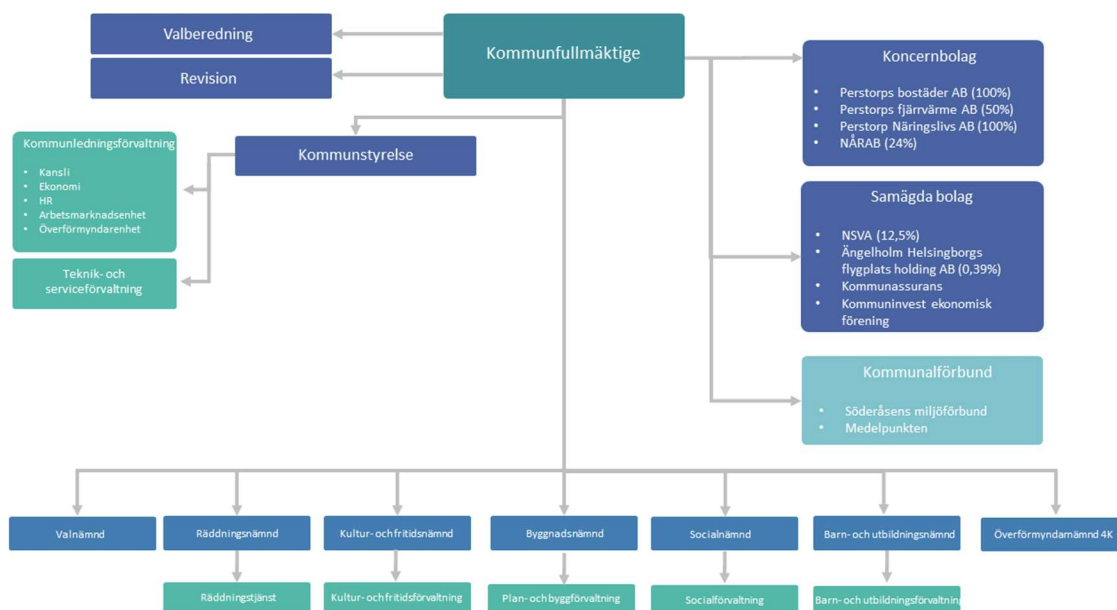 Valberedning
Revision
Kommunfullmäktige
Koncernbolag
• Perstorps bostäder AB (100%)
• Perstorps fjärrvärme AB (50%)
• Perstorp Näringslivs AB (100%)
• NÅRAB (24%)
Kommunstyrelse
Kommunledningsförvaltning
• Kansli
• Ekonomi
• HR
• Arbetsmarknadsenhet
• Överförmyndarenhet
Teknik- och
serviceförvaltning
Samägda bolag
• NSVA (12,5%)
• Ängelholm Helsingborgs
flygplats holding AB (0,39%)
• Kommunassurans
• Kommuninvest ekonomisk
förening
Kommunalförbund
• Söderåsens miljöförbund
• Medelpunkten
Valnämnd
Räddningsnämnd
Kultur- och fritidsnämnd
Byggnadsnämnd
Socialnämnd
Barn- och utbildningsnämnd
Överförmyndarnämnd 4K
Räddningstjänst
Kultur- och fritidsförvaltning
Plan- och byggförvaltning
Socialförvaltning
Barn- och utbildningsförvaltning